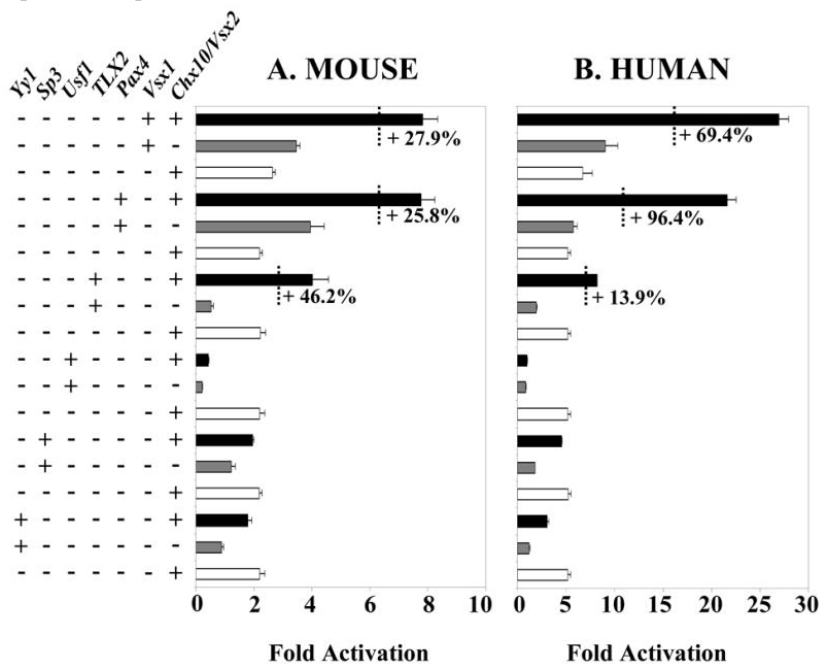 Yy1 Sp3 Usf1 TLX2 Pax4 Vsx1 Chx10/Vsx2
A. MOUSE B. HUMAN
- - - - - + +
- - - - - + -
- - - - - - +
- - - - + - +
- - - - + - -
- - - - - - +
- - - + - - +
- - - + - - -
- - - - - - +
- - + - - - +
- - + - - - -
- - - - - - +
- + - - - - +
- + - - - - -
- - - - - - +
+ - - - - - +
+ - - - - - -
- - - - - - +
+ 27.9% + 69.4%
+ 25.8% + 96.4%
+ 46.2% + 13.9%
0 2 4 6 8 10 0 5 10 15 20 25 30
Fold Activation Fold Activation